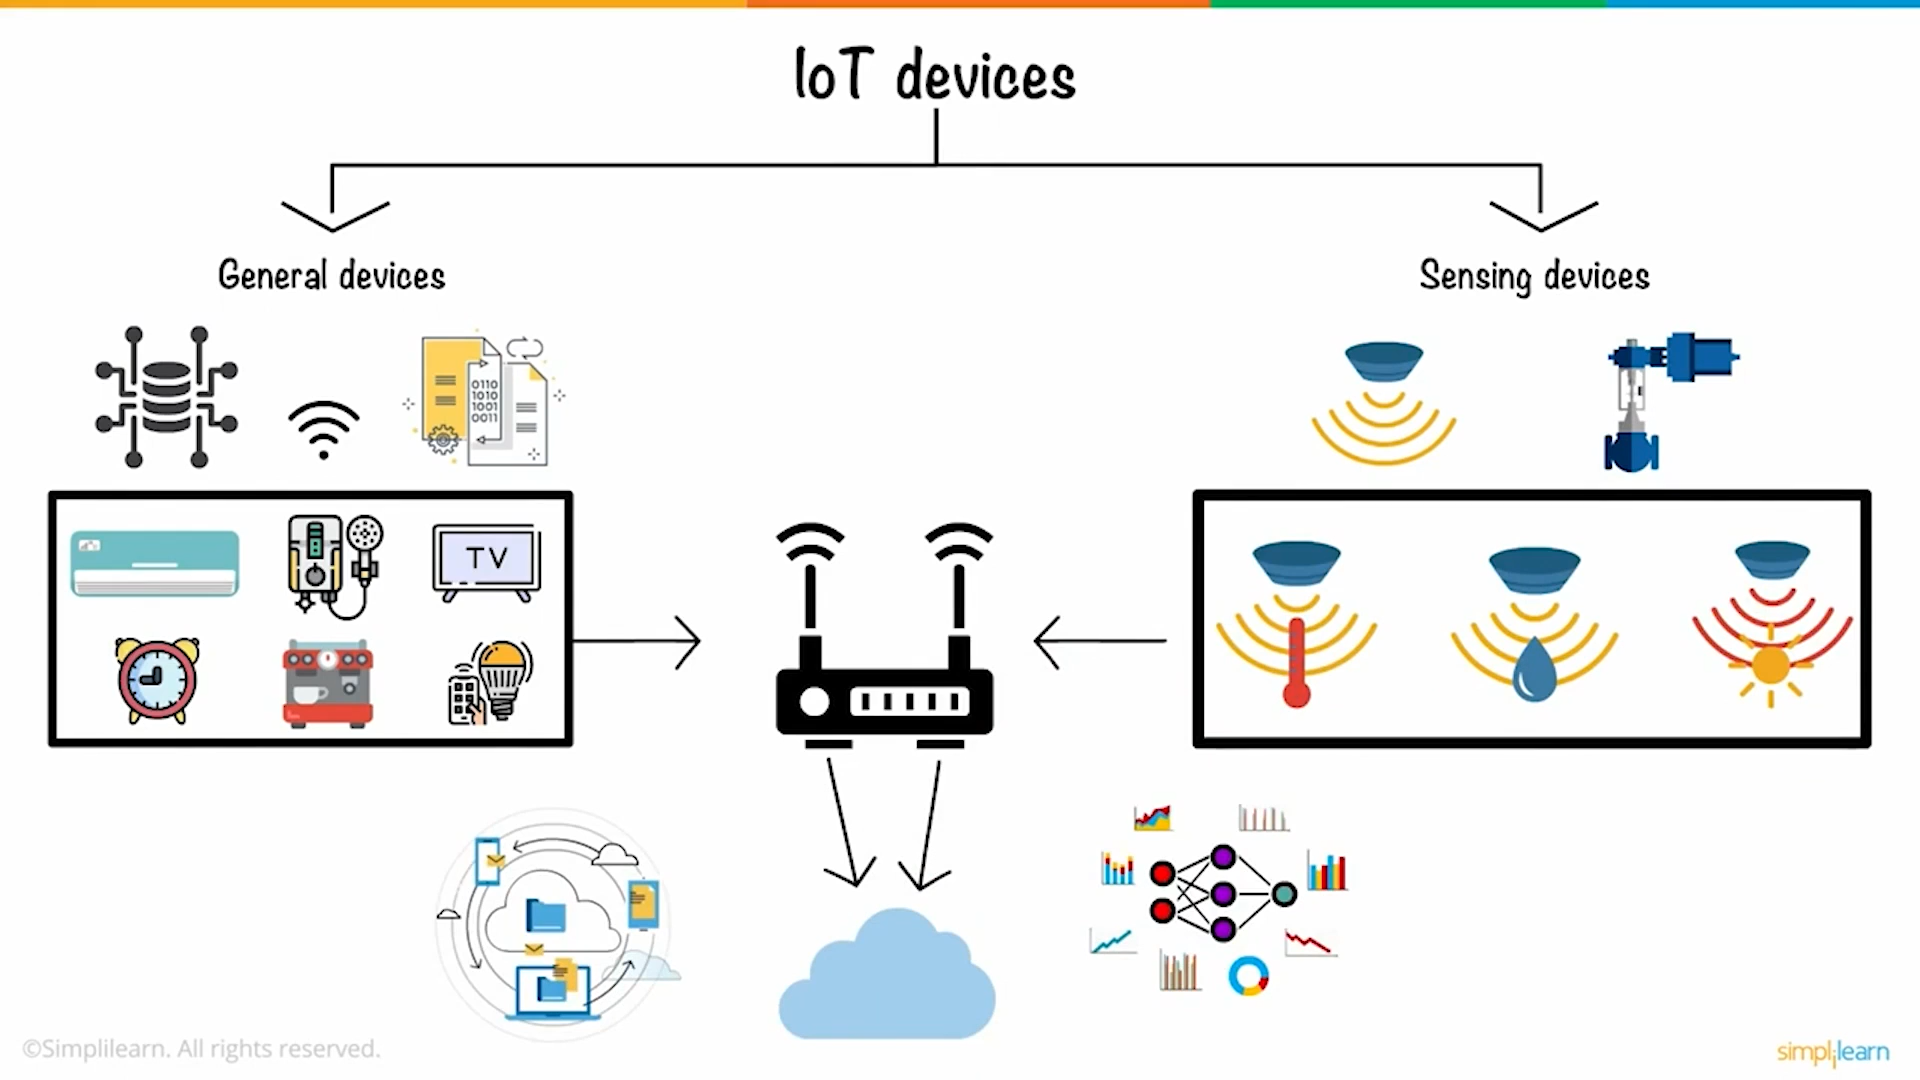 IoT devices
General devices
Sensing devices
0110
1010
1001
0011
TV
©Simplilearn. All rights reserved.
simplilearn